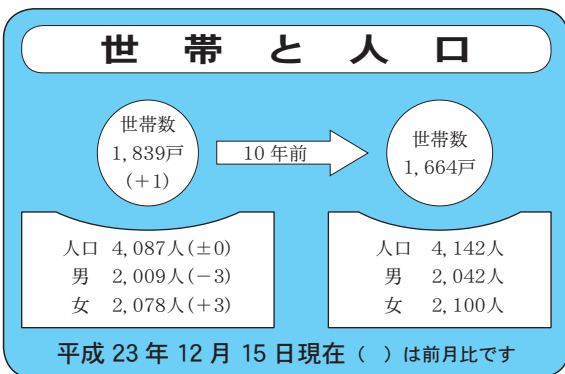 世帯と人口
世帯数
1,839戸
(+1)
10年前
世帯数
1,664戸
人口 4,087人(±0)
男 2,009人(−3)
女 2,078人(+3)
人口 4,142人
男 2,042人
女 2,100人
平成 23 年 12 月 15 日現在 (　) は前月比です